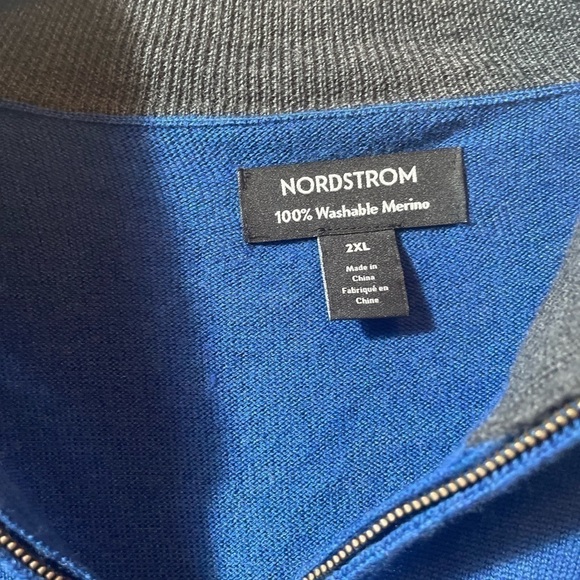 NORDSTROM
100% Washable Merino
2XL
Made in
China
Fabriqué en
Chine